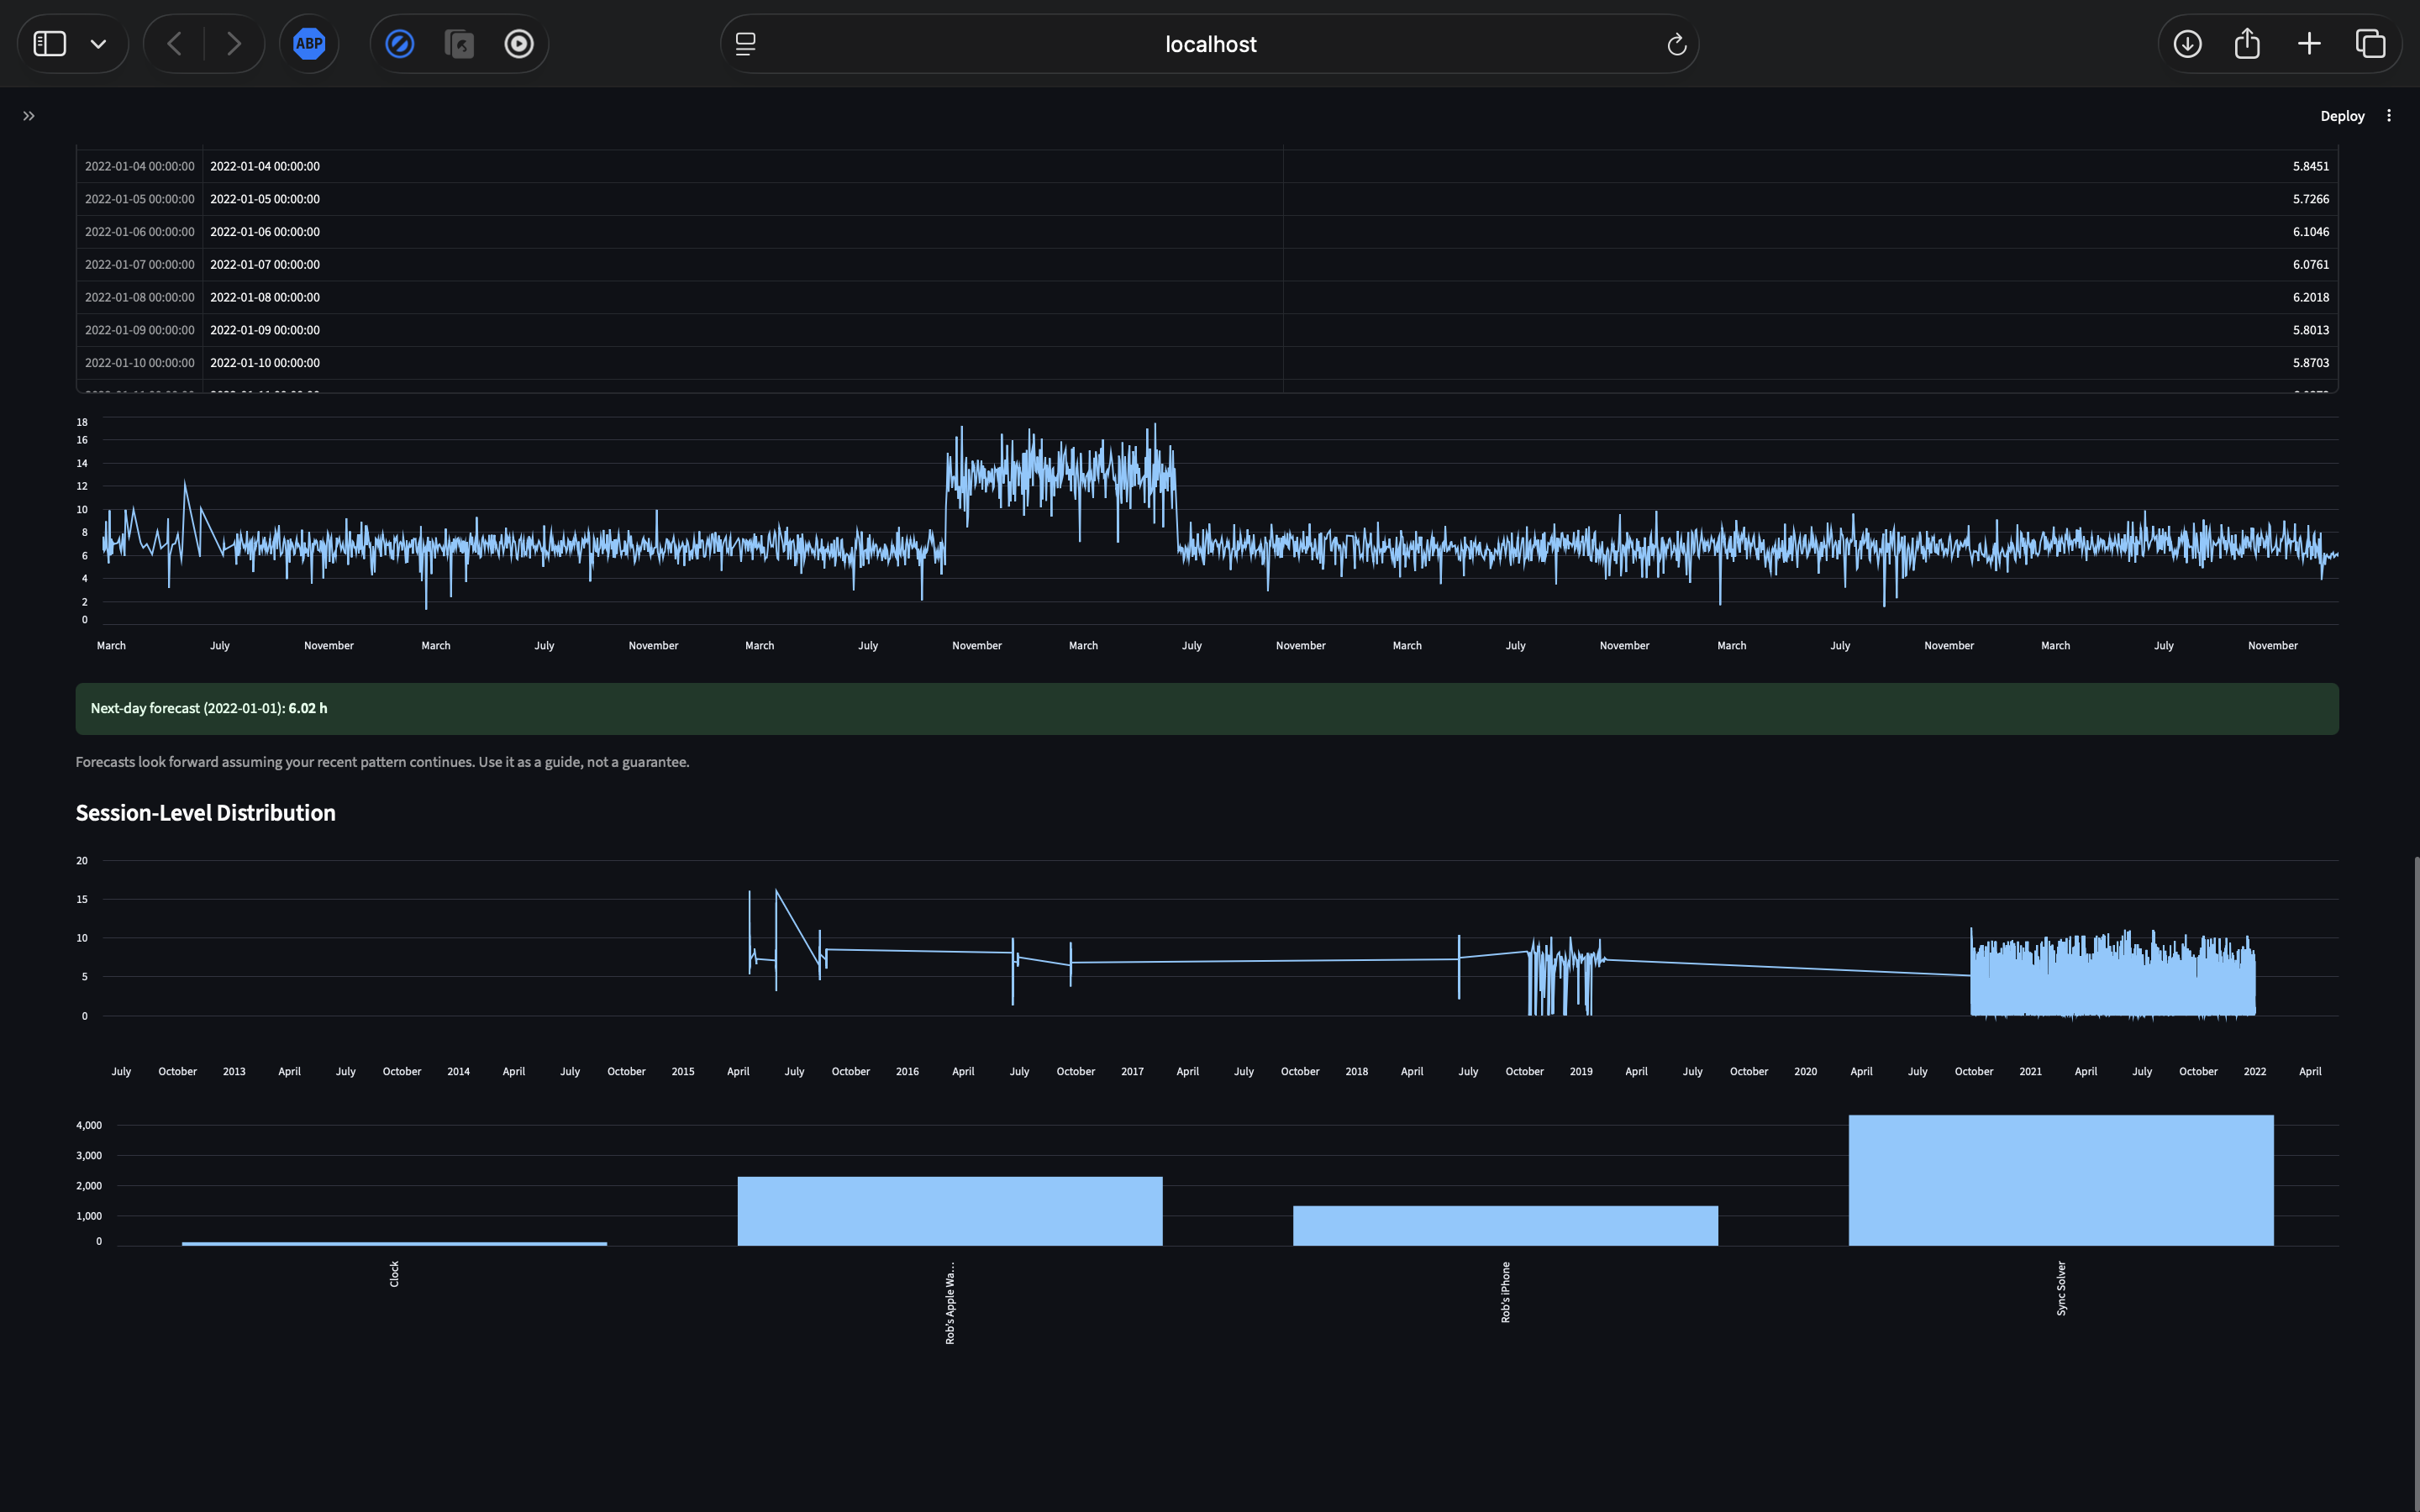 localhost
ABP
Deploy
2022-01-04 00:00:00 2022-01-04 00:00:00 5.8451
2022-01-05 00:00:00 2022-01-05 00:00:00 5.7266
2022-01-06 00:00:00 2022-01-06 00:00:00 6.1046
2022-01-07 00:00:00 2022-01-07 00:00:00 6.0761
2022-01-08 00:00:00 2022-01-08 00:00:00 6.2018
2022-01-09 00:00:00 2022-01-09 00:00:00 5.8013
2022-01-10 00:00:00 2022-01-10 00:00:00 5.8703
18
16
14
12
10
8
6
4
2
0
March July November March July November March July November March July November March July November March July November March July November
Next-day forecast (2022-01-01): 6.02 h
Forecasts look forward assuming your recent pattern continues. Use it as a guide, not a guarantee.
Session-Level Distribution
20
15
10
5
0
July October 2013 April July October 2014 April July October 2015 April July October 2016 April July October 2017 April July October 2018 April July October 2019 April July October 2020 April July October 2021 April July October 2022 April
4,000
3,000
2,000
1,000
0
Clock
Rob's Apple Wa...
Rob's iPhone
Sync Solver